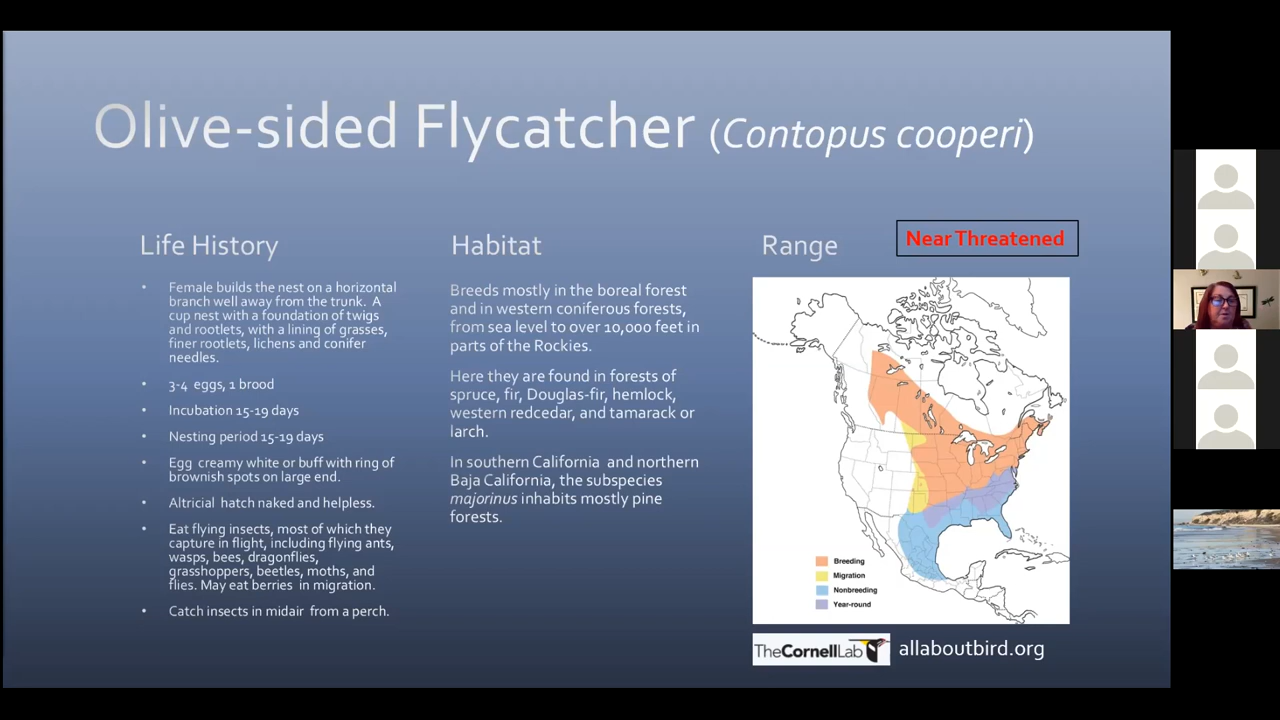 Olive-sided Flycatcher (Contopus cooperi)
Life History
• Female builds the nest on a horizontal
branch well away from the trunk. A
cup nest with a foundation of twigs
and rootlets, with a lining of grasses,
finer rootlets, lichens and conifer
needles.
• 3-4 eggs, 1 brood
• Incubation 15-19 days
• Nesting period 15-19 days
• Egg creamy white or buff with ring of
brownish spots on large end.
• Altricial hatch naked and helpless.
• Eat flying insects, most of which they
capture in flight, including flying ants,
wasps, bees, dragonflies,
grasshoppers, beetles, moths, and
flies. May eat berries in migration.
• Catch insects in midair from a perch.
Habitat
Breeds mostly in the boreal forest
and in western coniferous forests,
from sea level to over 10,000 feet in
parts of the Rockies.
Here they are found in forests of
spruce, fir, Douglas-fir, hemlock,
western redcedar, and tamarack or
larch.
In southern California and northern
Baja California, the subspecies
majorinus inhabits mostly pine
forests.
Range
Near Threatened
Breeding
Migration
Nonbreeding
Year-round
TheCornellLab
allaboutbird.org